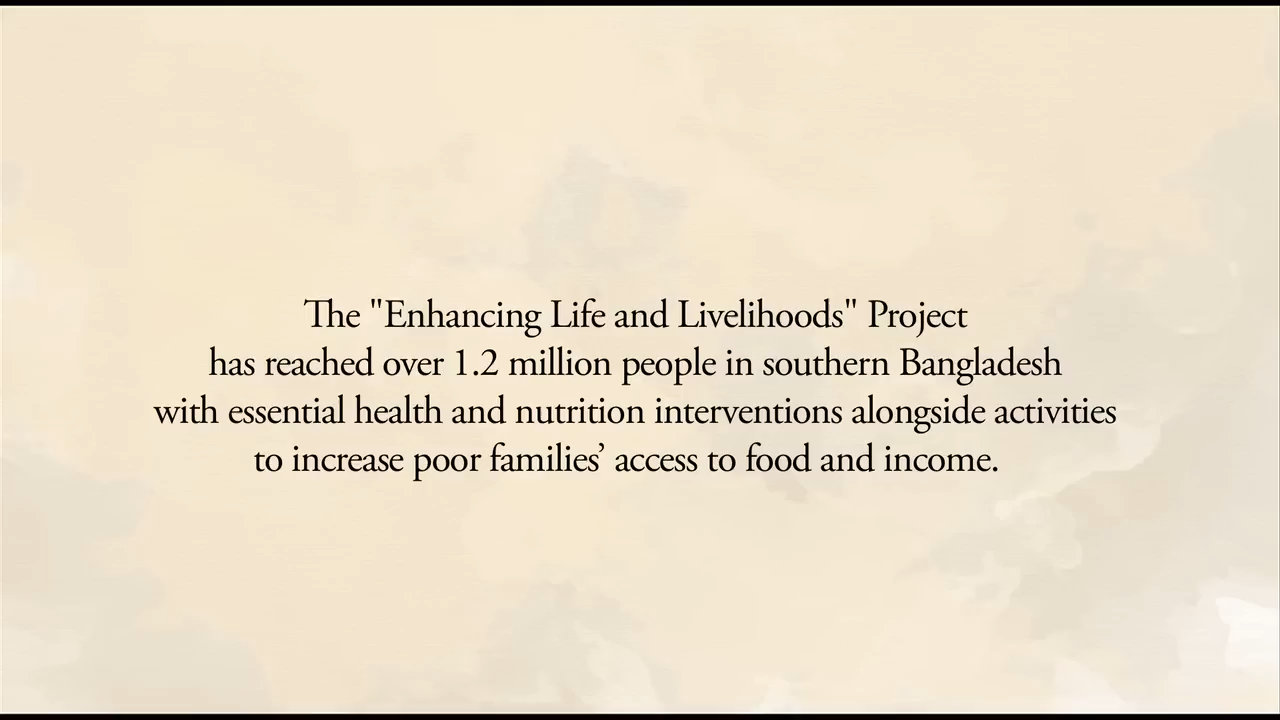 The "Enhancing Life and Livelihoods" Project
has reached over 1.2 million people in southern Bangladesh
with essential health and nutrition interventions alongside activities
to increase poor families’ access to food and income.